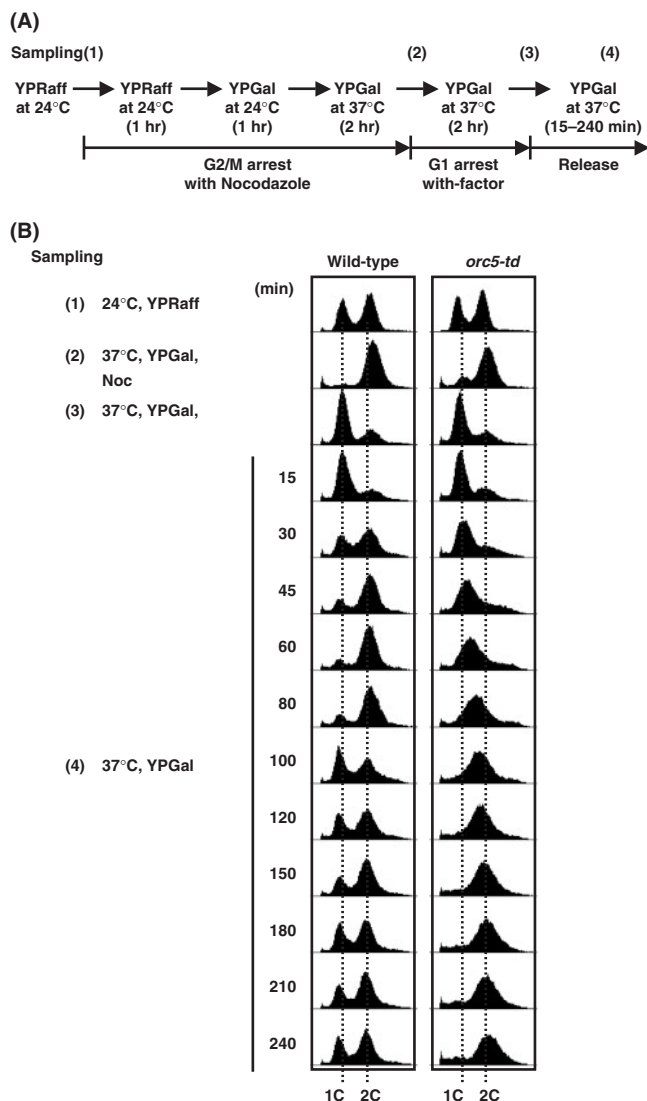 (A)
Sampling(1) (2) (3) (4)
YPRaff YPRaff YPGal YPGal YPGal YPGal
at 24°C at 24°C at 24°C at 37°C at 37°C at 37°C
(1 hr) (1 hr) (2 hr) (2 hr) (15–240 min)
G2/M arrest G1 arrest Release
with Nocodazole with-factor
(B)
Sampling
Wild-type orc5-td
(min)
(1) 24°C, YPRaff
(2) 37°C, YPGal,
Noc
(3) 37°C, YPGal,
15
30
45
60
80
(4) 37°C, YPGal 100
120
150
180
210
240
1C 2C 1C 2C